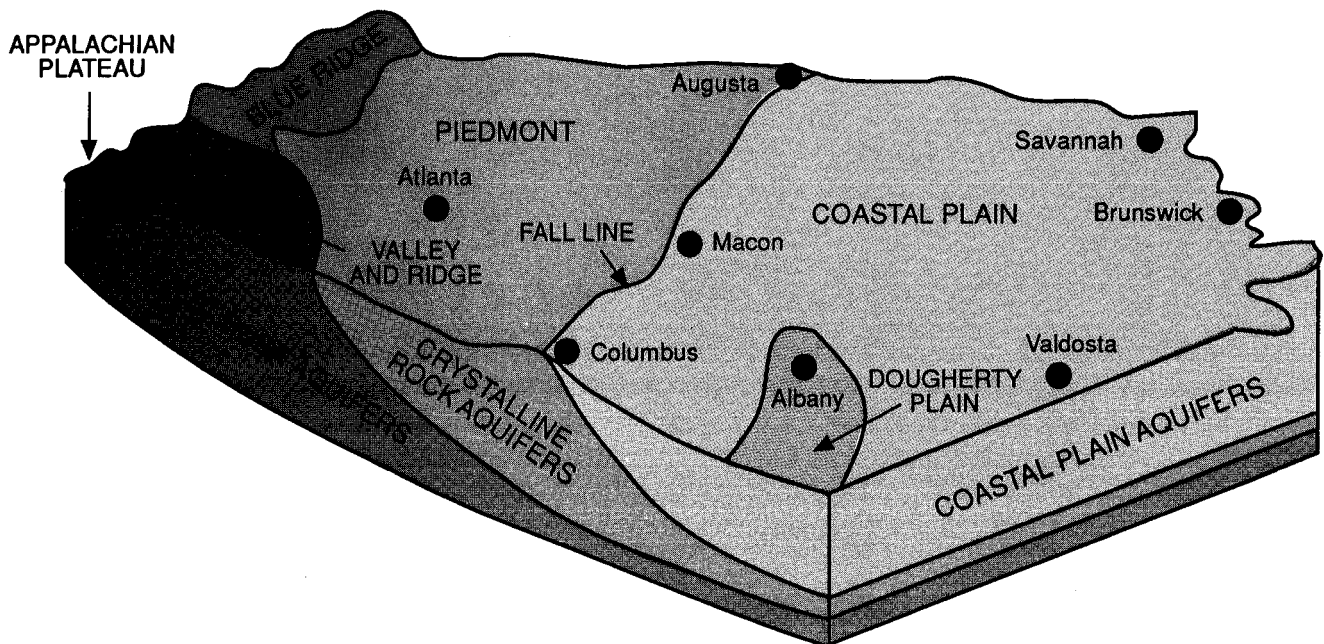 APPALACHIAN
PLATEAU
BLUE RIDGE
PIEDMONT
Augusta
Savannah
Atlanta
COASTAL PLAIN
Brunswick
FALL LINE
Macon
VALLEY
AND RIDGE
Columbus
Valdosta
Albany
DOUGHERTY
PLAIN
CRYSTALLINE
ROCK AQUIFERS
AQUIFERS
COASTAL PLAIN AQUIFERS